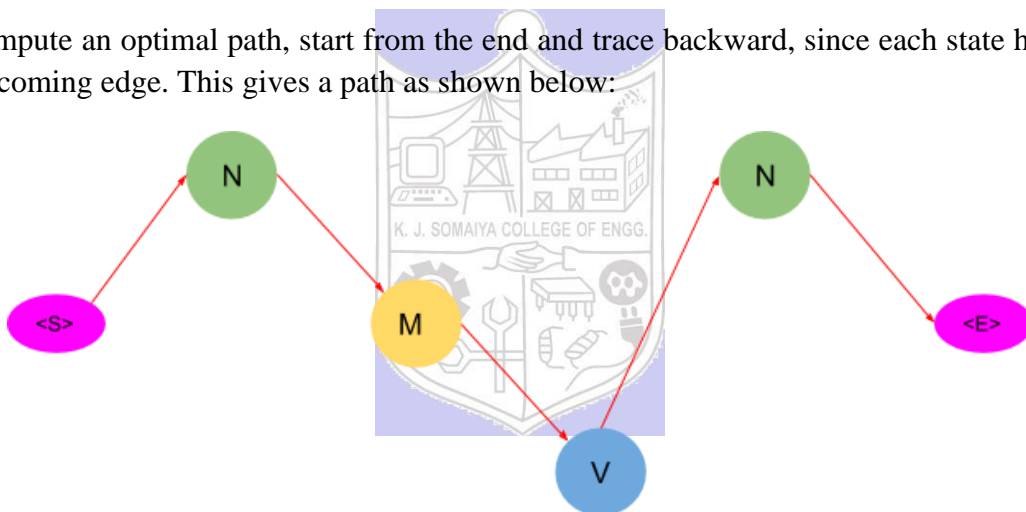 mpute an optimal path, start from the end and trace backward, since each state h
coming edge. This gives a path as shown below:
N
N
K. J. SOMAIYA COLLEGE OF ENGG.
<S>
M
<E>
V